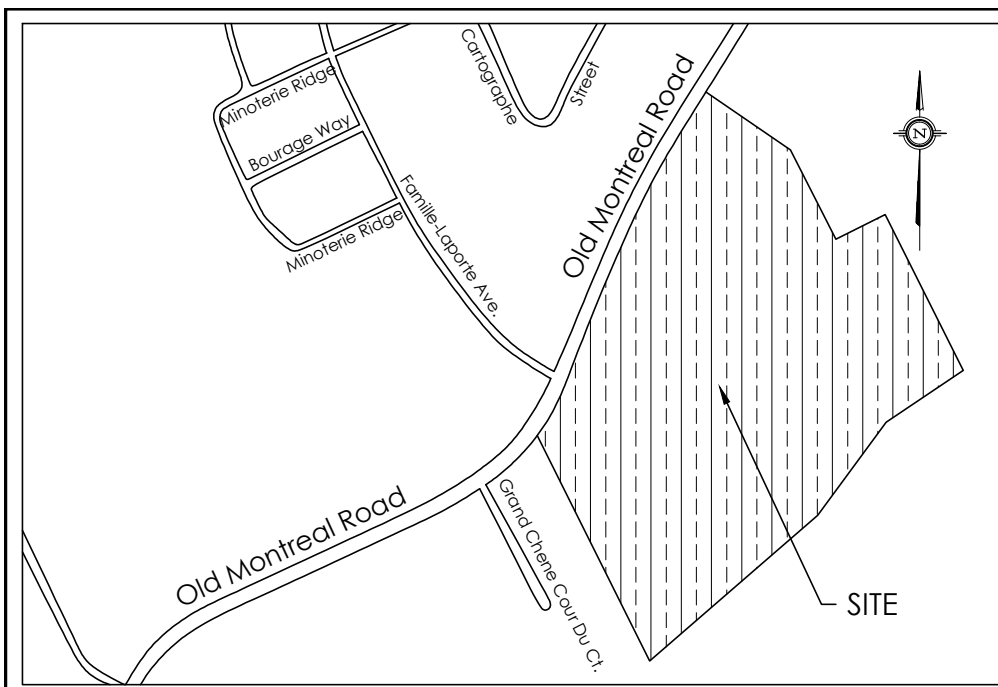 Cartographe
Street
Minoterie Ridge
Bourage Way
Minoterie Ridge
Famille-Laporte Ave.
Old Montreal Road
N
Old Montreal Road
Grand Chene Cour Du Ct.
SITE